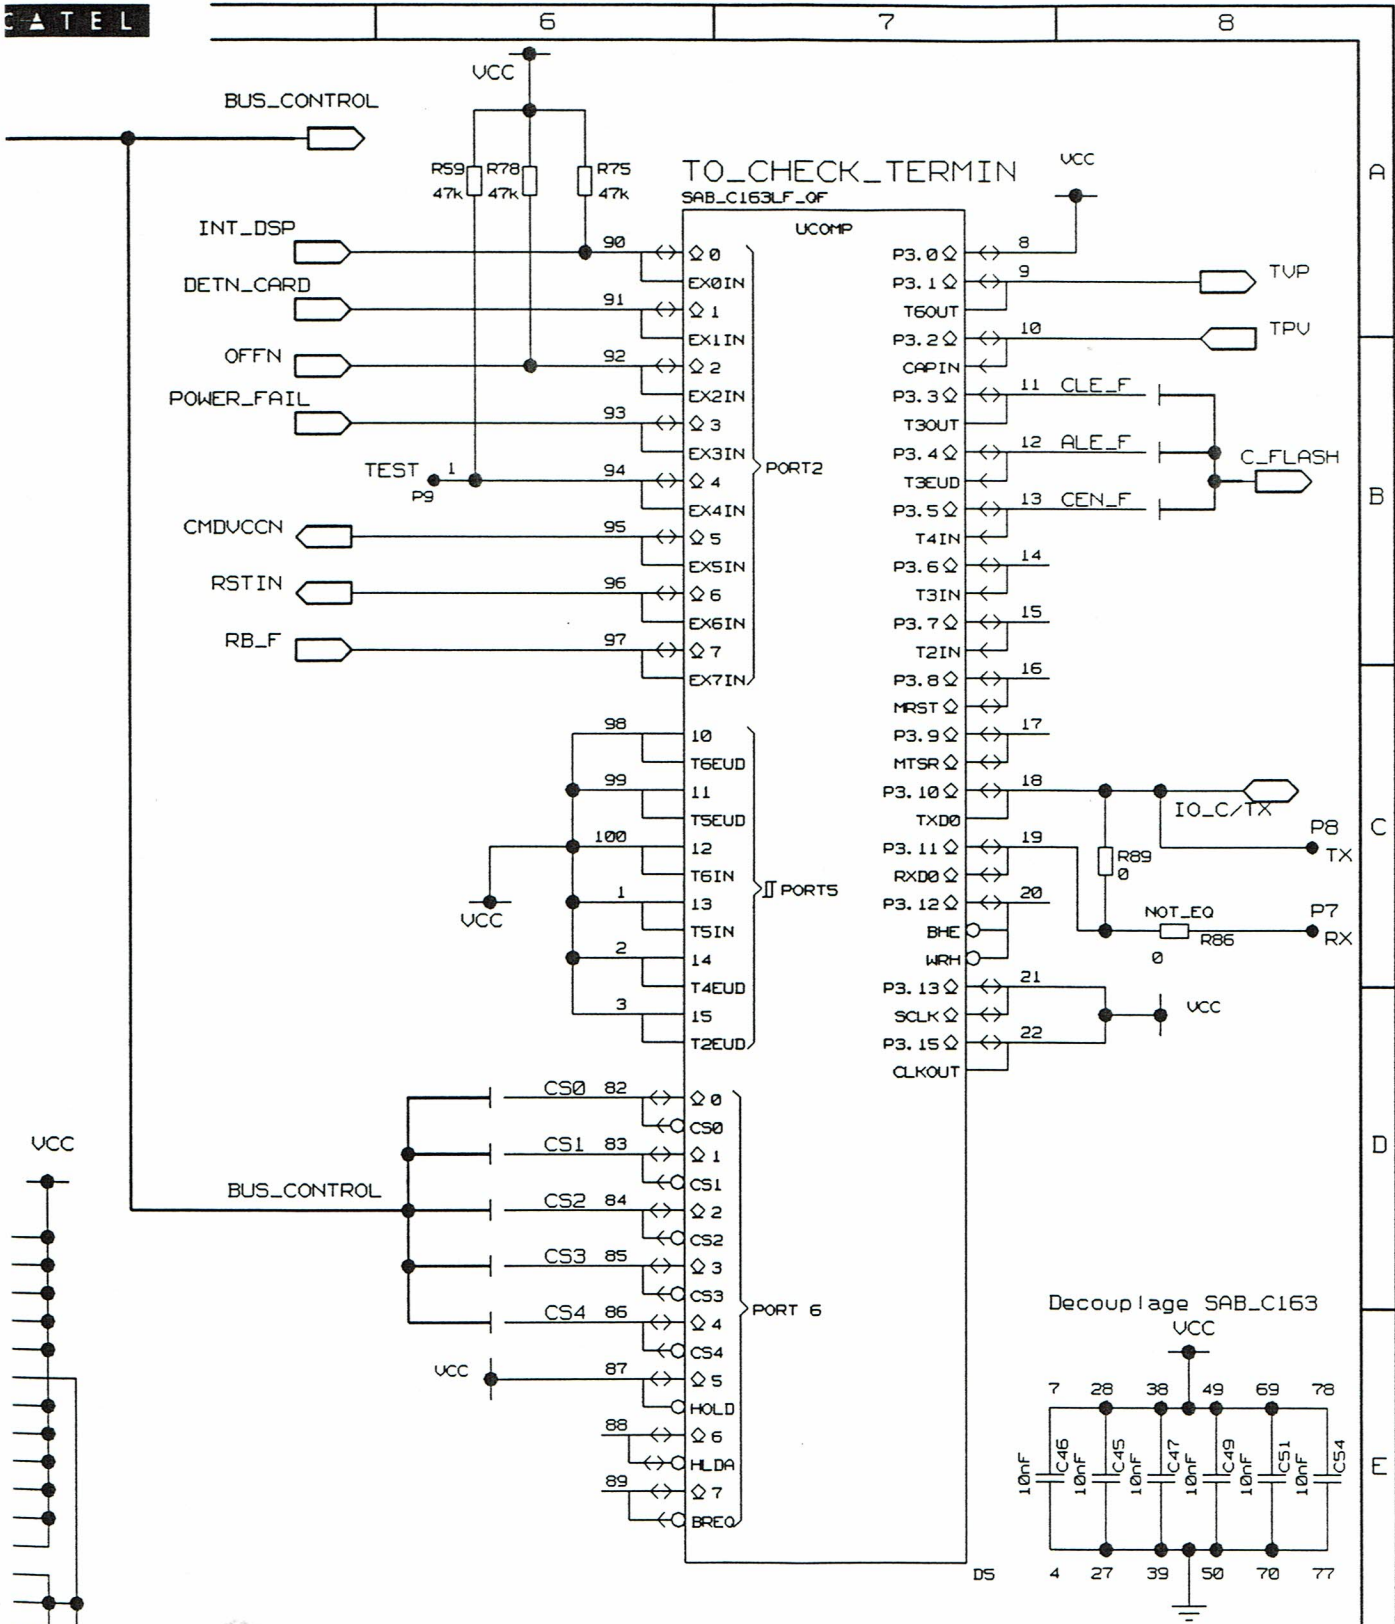 CATEL
6 7 8
VCC
BUS_CONTROL
R59 47k
R78 47k
R75 47k
TO_CHECK_TERMIN
SAB_C163LF_QF
UCOMP
VCC
A
INT_DSP 90 0
EX0IN
DETN_CARD 91 1
EX1IN
OFFN 92 2
EX2IN
POWER_FAIL 93 3
EX3IN
TEST 1 94 4
P9
EX4IN
CMDVCCN 95 5
EX5IN
RSTIN 96 6
EX6IN
RB_F 97 7
EX7IN
PORT2
P3.0 8
P3.1 9 TVP
T6OUT
P3.2 10 TPV
CAPIN
P3.3 11 CLE_F
T3OUT
P3.4 12 ALE_F
C_FLASH
T3EUD
P3.5 13 CEN_F
T4IN
P3.6 14
T3IN
P3.7 15
T2IN
P3.8 16
MRST
P3.9 17
MTSR
P3.10 18
IO_C/TX
TXD0
P3.11 19
RXD0
P3.12 20
BHE
WRH
P3.13 21
SCLK
P3.15 22
CLKOUT
B
C
R89
0
P8
TX
NOT_EQ
R86
0
P7
RX
VCC
98 10
T6EUD
99 11
T5EUD
100 12
T6IN
VCC
1 13
T5IN
2 14
T4EUD
3 15
T2EUD
PORT5
CS0 82 0
CS0
CS1 83 1
CS1
BUS_CONTROL
CS2 84 2
CS2
CS3 85 3
CS3
CS4 86 4
CS4
VCC 87 5
HOLD
88 6
HLDA
89 7
BREQ
PORT 6
D5
VCC
D
Decouplage SAB_C163
VCC
7 28 38 49 69 78
10nF C46
10nF C45
10nF C47
10nF C49
10nF C51
10nF C54
4 27 39 50 70 77
E